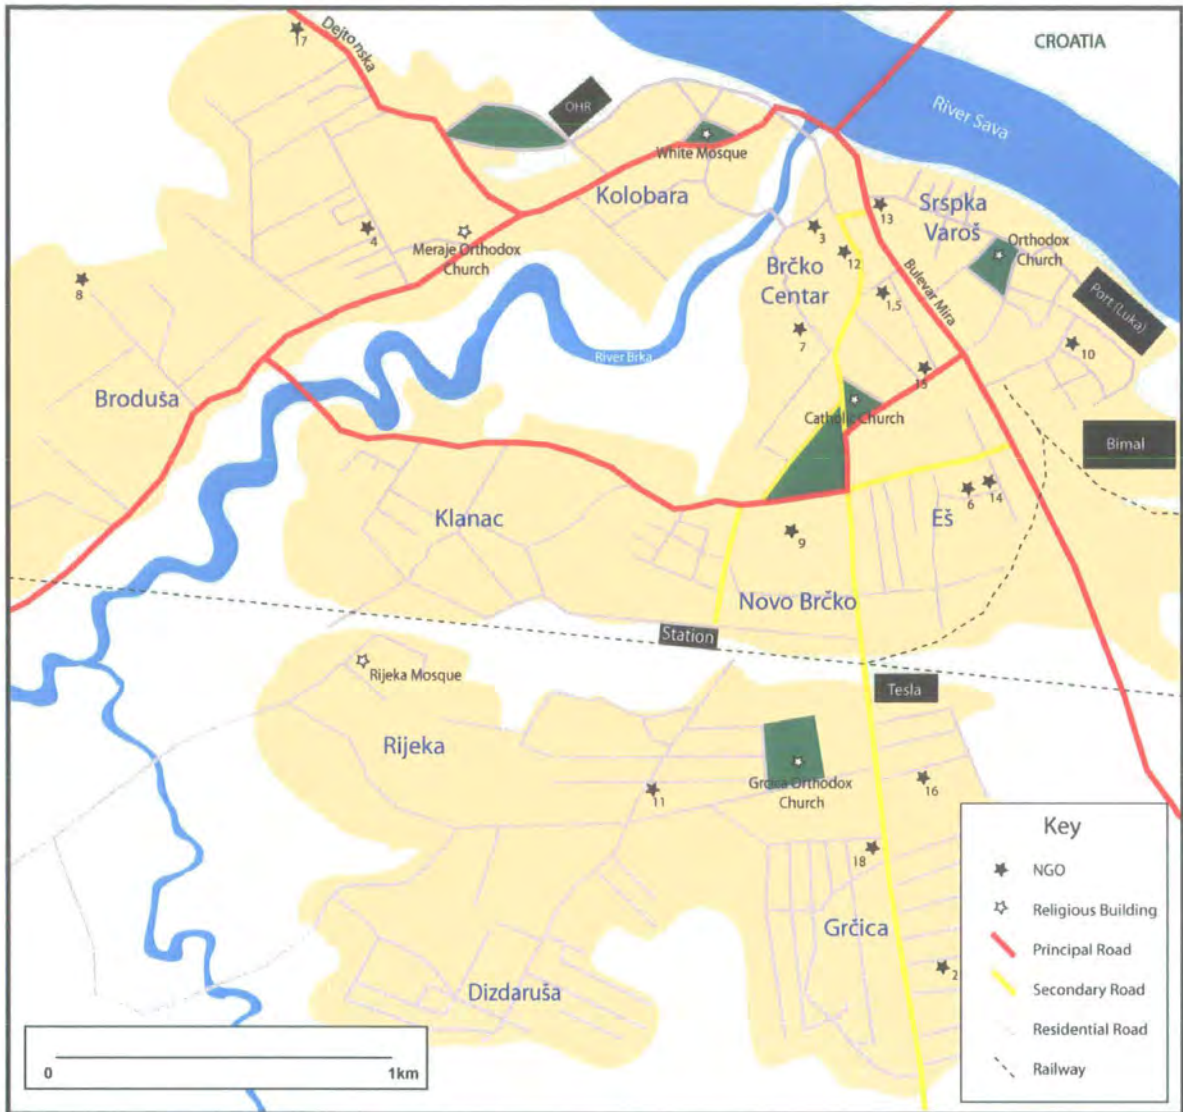 CROATIA
17
Dejtonska
OHR
River Sava
White Mosque
Kolobara
13
Srspka
Varoš
3
4
Meraje Orthodox
Church
12
Orthodox
Church
Brčko
Centar
8
1,5
Bulevar Mira
Port (Luka)
7
10
River Brka
15
Broduša
Catholic Church
Bimal
6
14
Klanac
Eš
9
Novo Brčko
Station
Rijeka Mosque
Tesla
Rijeka
11
Grcica Orthodox
Church
16
18
Grčica
2
Dizdaruša
0
1km
Key
NGO
Religious Building
Principal Road
Secondary Road
Residential Road
Railway